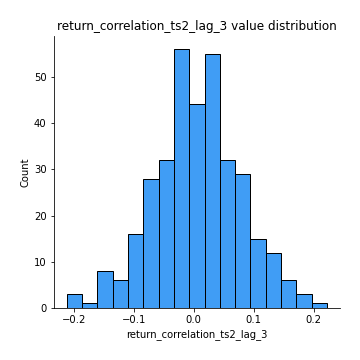 return_correlation_ts2_lag_3 value distribution
Count
50
40
30
20
10
0
−0.2 −0.1 0.0 0.1 0.2
return_correlation_ts2_lag_3